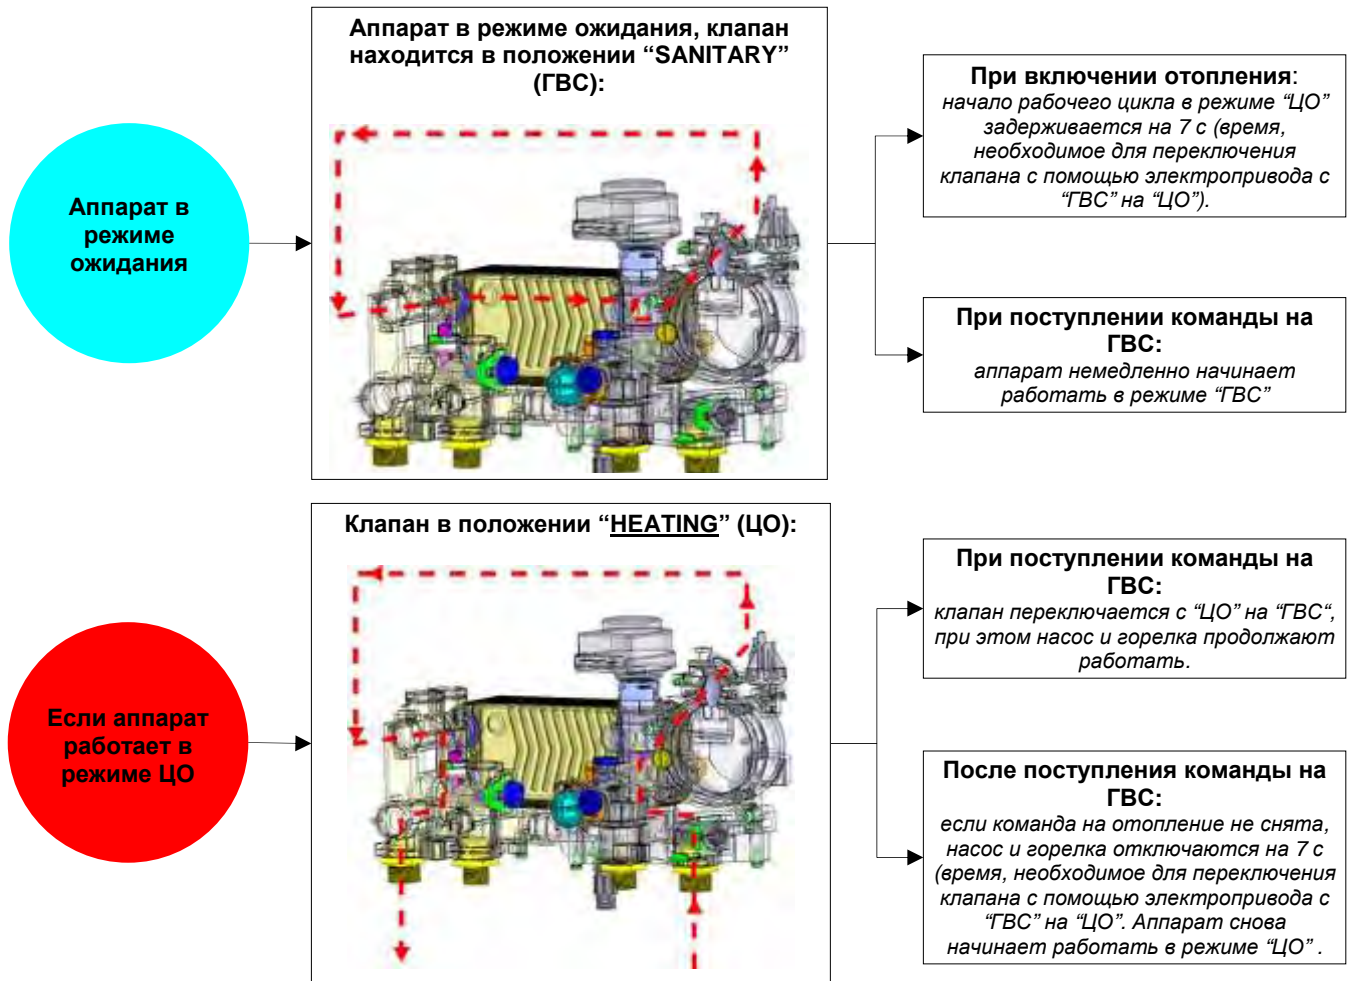 Аппарат в режиме ожидания, клапан
находится в положении “SANITARY”
(ГВС):
Аппарат в
режиме
ожидания
При включении отопления:
начало рабочего цикла в режиме “ЦО”
задерживается на 7 с (время,
необходимое для переключения
клапана с помощью электропривода с
“ГВС” на “ЦО”).
При поступлении команды на
ГВС:
аппарат немедленно начинает
работать в режиме “ГВС”
Клапан в положении “HEATING” (ЦО):
Если аппарат
работает в
режиме ЦО
При поступлении команды на
ГВС:
клапан переключается с “ЦО” на “ГВС“,
при этом насос и горелка продолжают
работать.
После поступления команды на
ГВС:
если команда на отопление не снята,
насос и горелка отключаются на 7 с
(время, необходимое для переключения
клапана с помощью электропривода с
“ГВС” на “ЦО”. Аппарат снова
начинает работать в режиме “ЦО” .